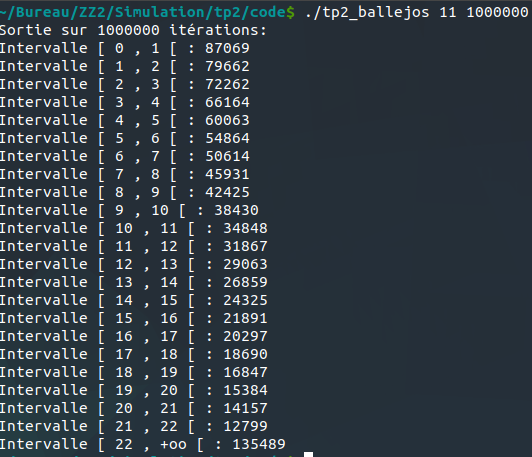 ~/Bureau/ZZ2/Simulation/tp2/code$ ./tp2_ballejos 11 1000000
Sortie sur 1000000 itérations:
Intervalle [ 0 , 1 [ : 87069
Intervalle [ 1 , 2 [ : 79662
Intervalle [ 2 , 3 [ : 72262
Intervalle [ 3 , 4 [ : 66164
Intervalle [ 4 , 5 [ : 60063
Intervalle [ 5 , 6 [ : 54864
Intervalle [ 6 , 7 [ : 50614
Intervalle [ 7 , 8 [ : 45931
Intervalle [ 8 , 9 [ : 42425
Intervalle [ 9 , 10 [ : 38430
Intervalle [ 10 , 11 [ : 34848
Intervalle [ 11 , 12 [ : 31867
Intervalle [ 12 , 13 [ : 29063
Intervalle [ 13 , 14 [ : 26859
Intervalle [ 14 , 15 [ : 24325
Intervalle [ 15 , 16 [ : 21891
Intervalle [ 16 , 17 [ : 20297
Intervalle [ 17 , 18 [ : 18690
Intervalle [ 18 , 19 [ : 16847
Intervalle [ 19 , 20 [ : 15384
Intervalle [ 20 , 21 [ : 14157
Intervalle [ 21 , 22 [ : 12799
Intervalle [ 22 , +oo [ : 135489